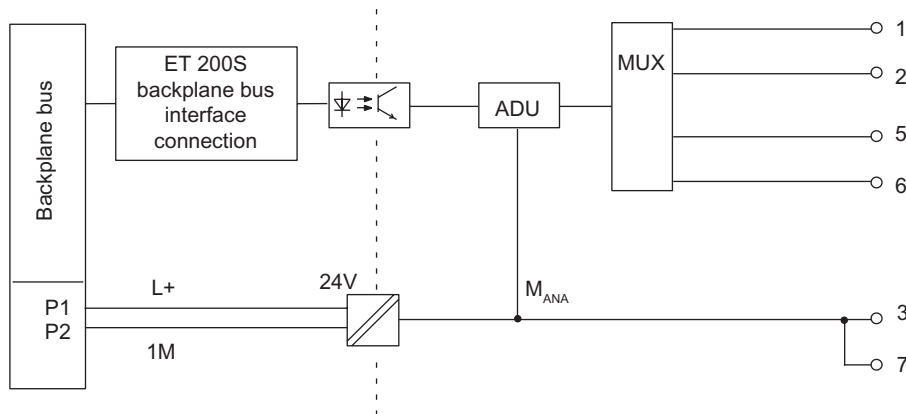 Backplane bus
ET 200S
backplane bus
interface
connection
ADU
MUX
1
2
5
6
P1
P2
L+
1M
24V
M ANA
3
7